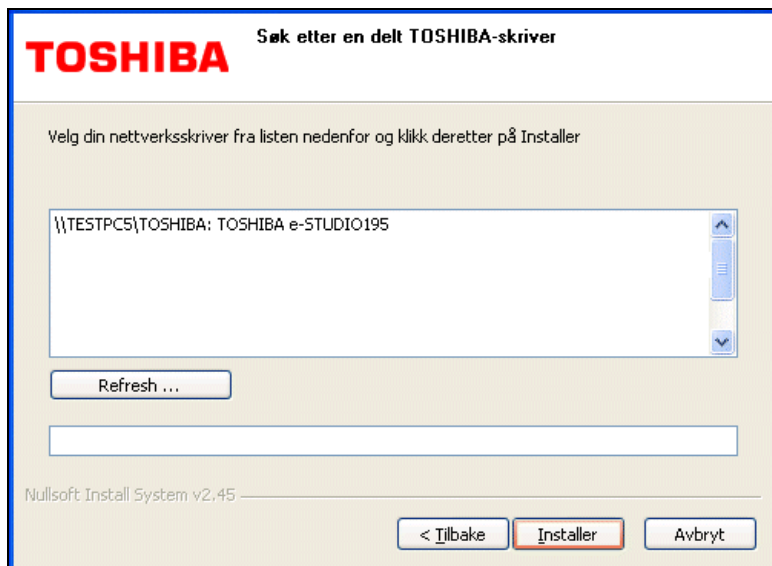 TOSHIBA
Søk etter en delt TOSHIBA-skriver
Velg din nettverksskriver fra listen nedenfor og klikk deretter på Installer
\\TESTPC5\TOSHIBA: TOSHIBA e-STUDIO195
Refresh ...
Nullsoft Install System v2.45
< Tilbake
Installer
Avbryt